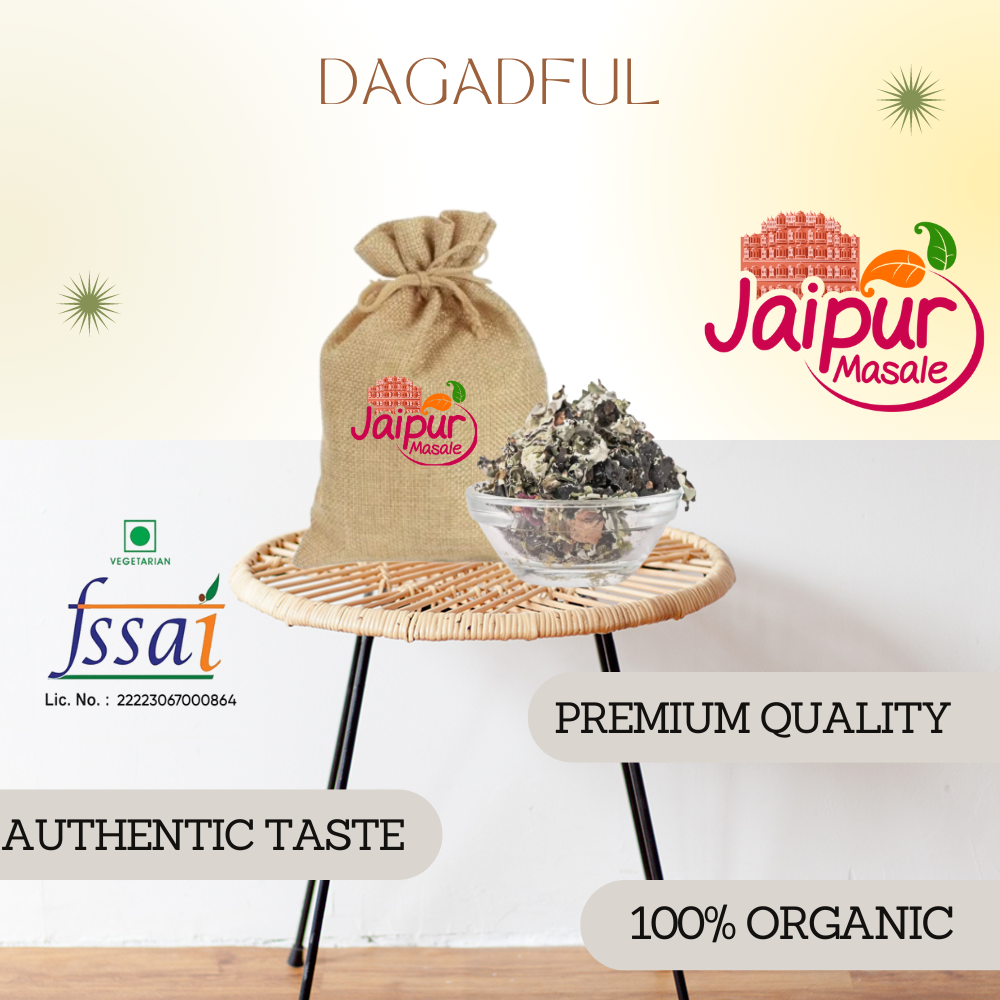 DAGADFUL
Jaipur
Masale
Jaipur
Masale
VEGETARIAN
fssai
Lic. No. : 22223067000864
PREMIUM QUALITY
AUTHENTIC TASTE
100% ORGANIC